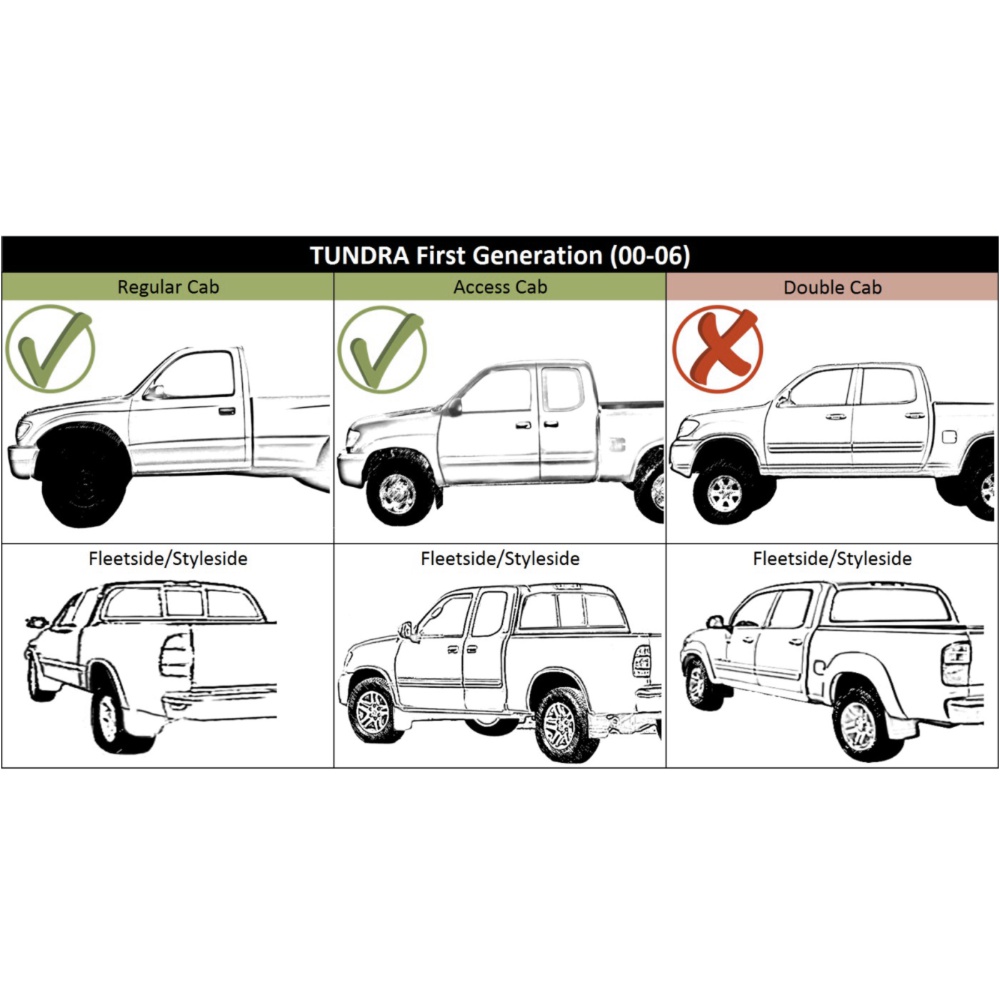 TUNDRA First Generation (00-06)
Regular Cab
Access Cab
Double Cab
Fleetside/Styleside
Fleetside/Styleside
Fleetside/Styleside